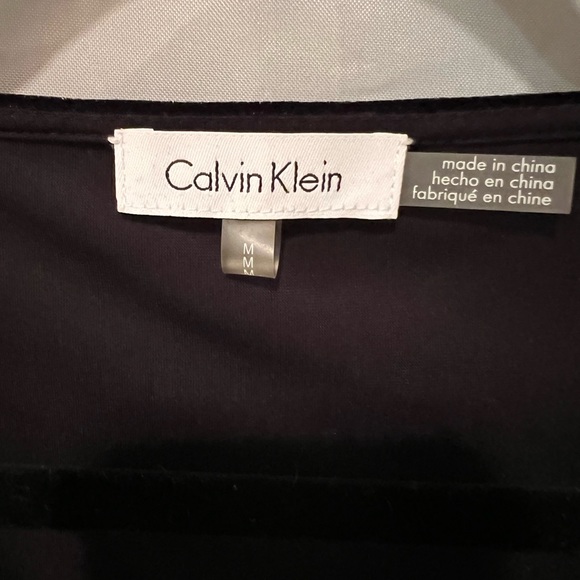 Calvin Klein
made in china
hecho en china
fabriqué en chine
M
M
M